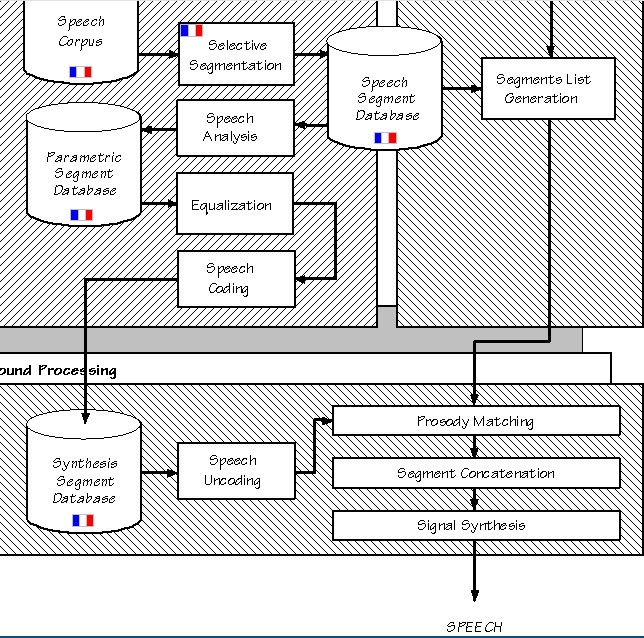 Speech
Corpus
Selective
Segmentation
Speech
Segment
Database
Segments List
Generation
Speech
Analysis
Parametric
Segment
Database
Equalization
Speech
Coding
ound Processing
Synthesis
Segment
Database
Speech
Uncoding
Prosody Matching
Segment Concatenation
Signal Synthesis
SPEECH